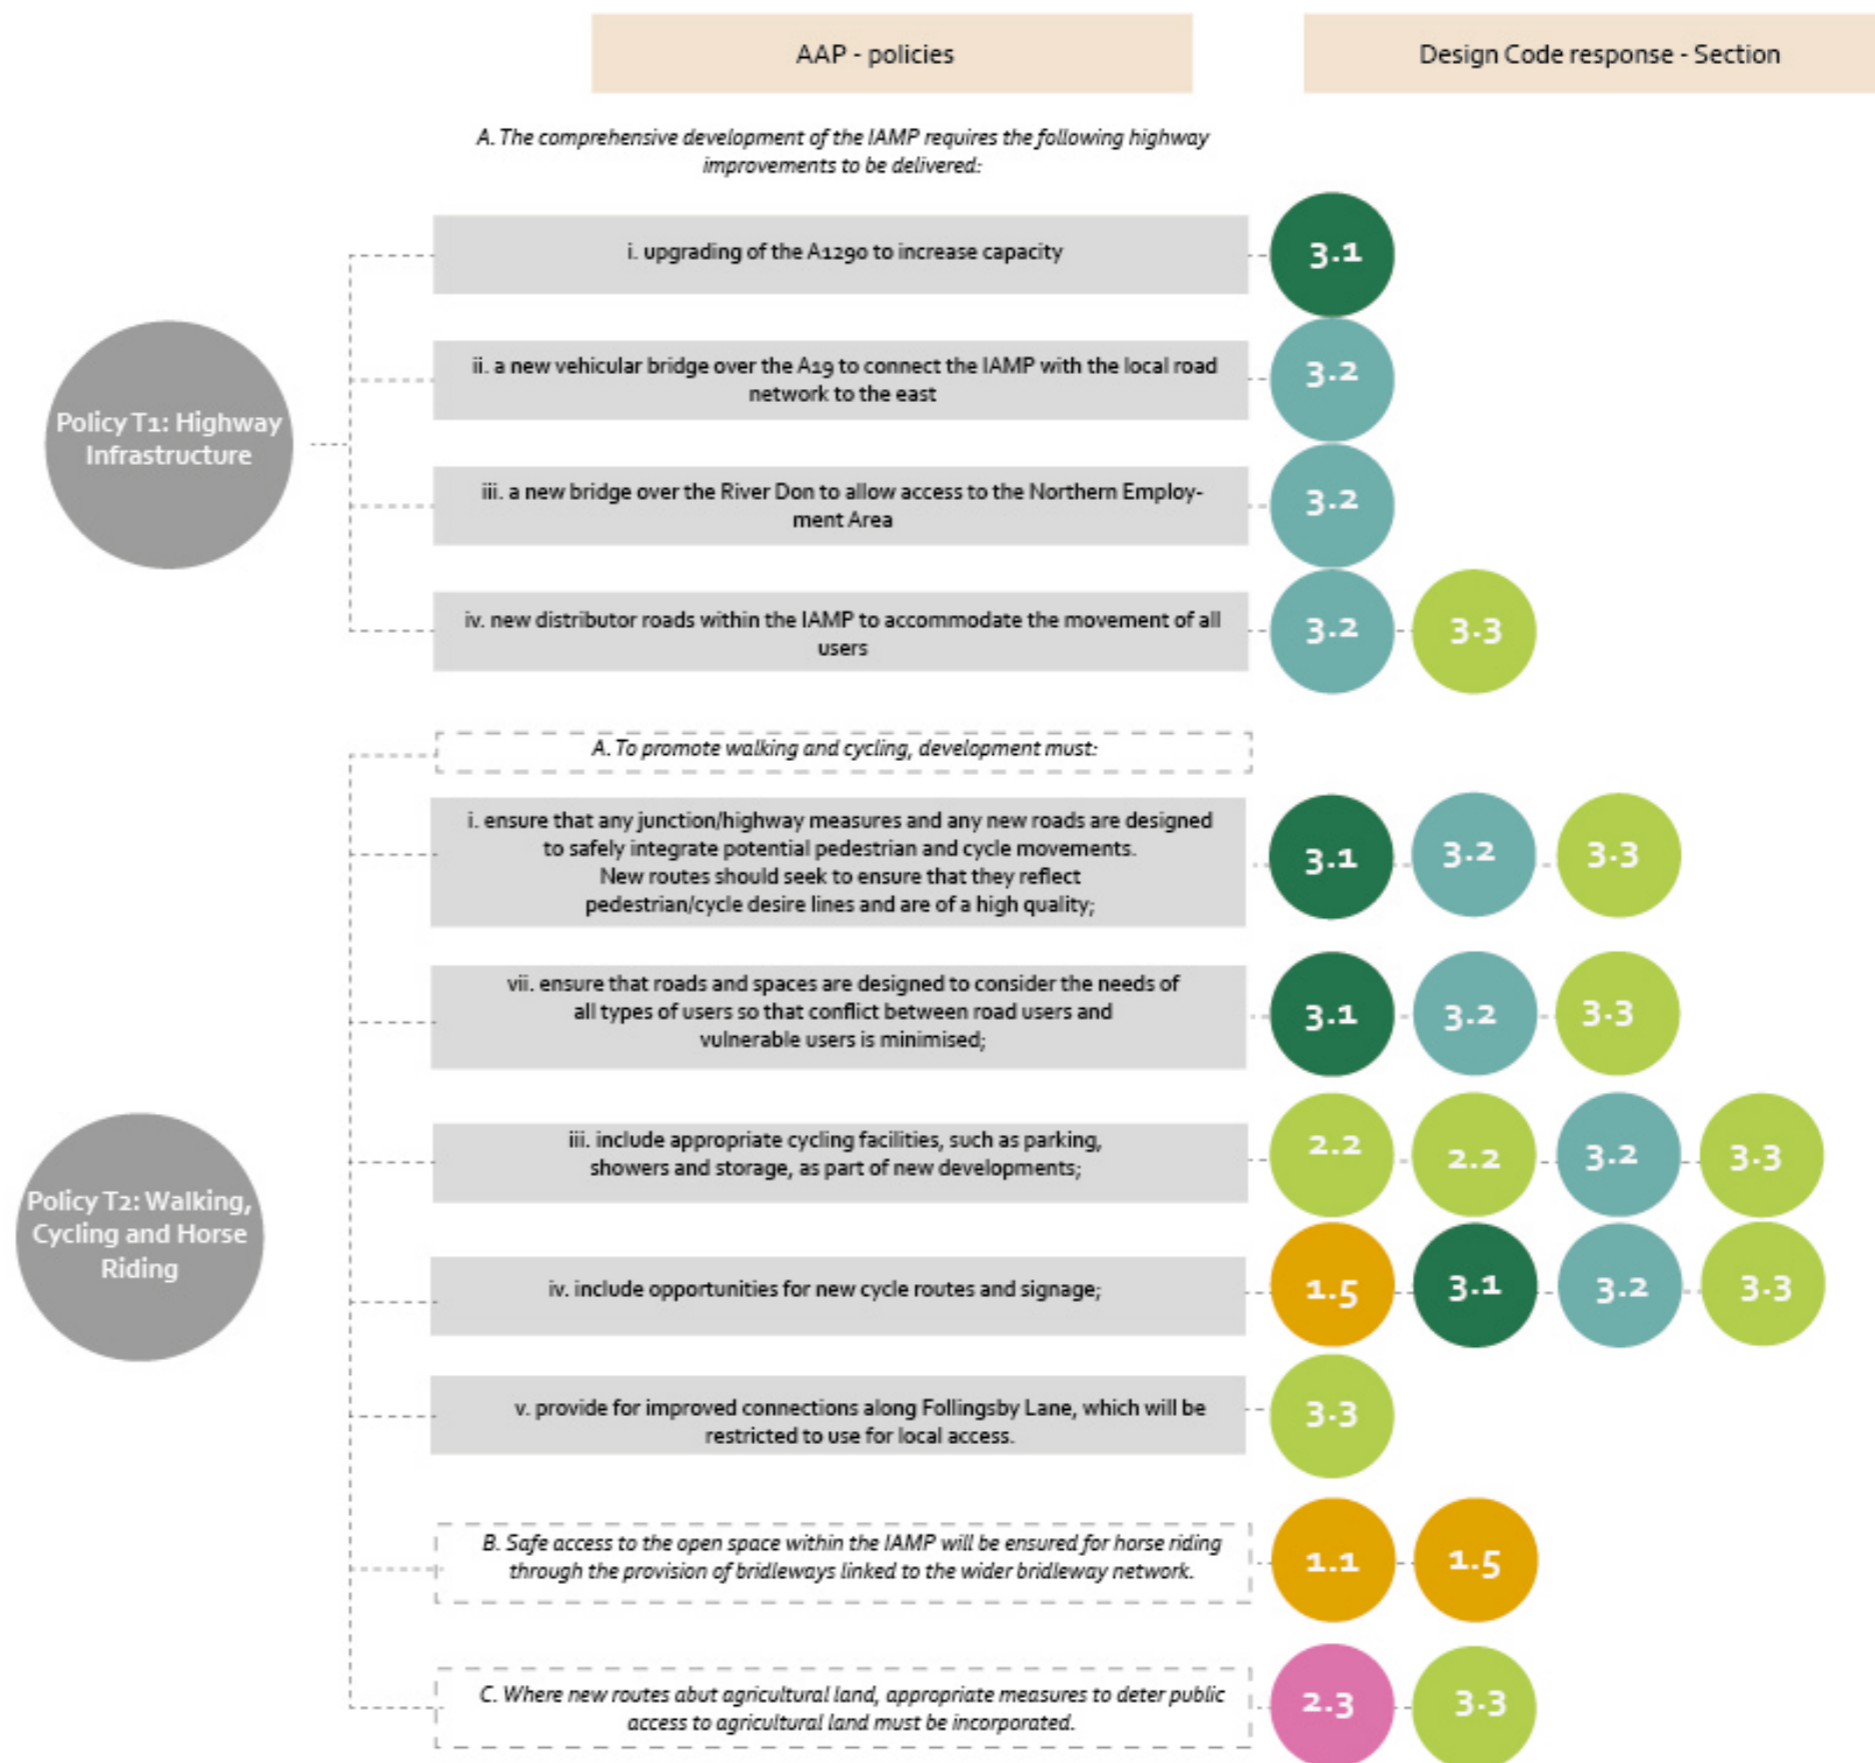 AAP - policies
Design Code response - Section
A. The comprehensive development of the IAMP requires the following highway
improvements to be delivered:
Policy T1: Highway
Infrastructure
i. upgrading of the A1290 to increase capacity
3.1
ii. a new vehicular bridge over the A19 to connect the IAMP with the local road
network to the east
3.2
iii. a new bridge over the River Don to allow access to the Northern Employ-
ment Area
3.2
iv. new distributor roads within the IAMP to accommodate the movement of all
users
3.2
3.3
Policy T2: Walking,
Cycling and Horse
Riding
A. To promote walking and cycling, development must:
i. ensure that any junction/highway measures and any new roads are designed
to safely integrate potential pedestrian and cycle movements.
New routes should seek to ensure that they reflect
pedestrian/cycle desire lines and are of a high quality;
3.1
3.2
3.3
vii. ensure that roads and spaces are designed to consider the needs of
all types of users so that conflict between road users and
vulnerable users is minimised;
3.1
3.2
3.3
iii. include appropriate cycling facilities, such as parking,
showers and storage, as part of new developments;
2.2
2.2
3.2
3.3
iv. include opportunities for new cycle routes and signage;
1.5
3.1
3.2
3.3
v. provide for improved connections along Follingsby Lane, which will be
restricted to use for local access.
3.3
B. Safe access to the open space within the IAMP will be ensured for horse riding
through the provision of bridleways linked to the wider bridleway network.
1.1
1.5
C. Where new routes abut agricultural land, appropriate measures to deter public
access to agricultural land must be incorporated.
2.3
3.3